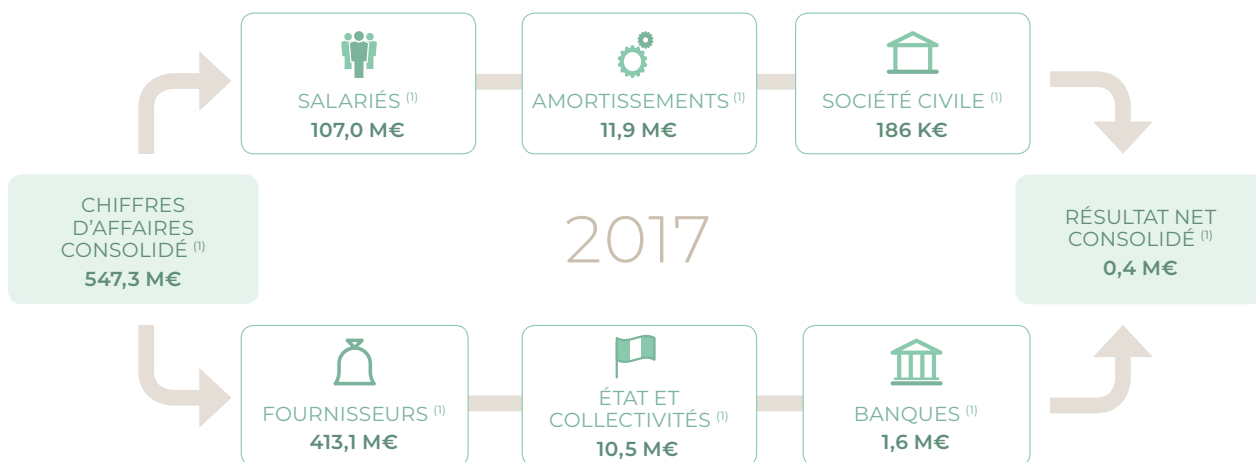 SALARIÉS (1)
107,0 M€
AMORTISSEMENTS (1)
11,9 M€
SOCIÉTÉ CIVILE (1)
186 K€
CHIFFRES
D'AFFAIRES
CONSOLIDÉ (1)
547,3 M€
2017
RÉSULTAT NET
CONSOLIDÉ (1)
0,4 M€
FOURNISSEURS (1)
413,1 M€
ÉTAT ET
COLLECTIVITÉS (1)
10,5 M€
BANQUES (1)
1,6 M€